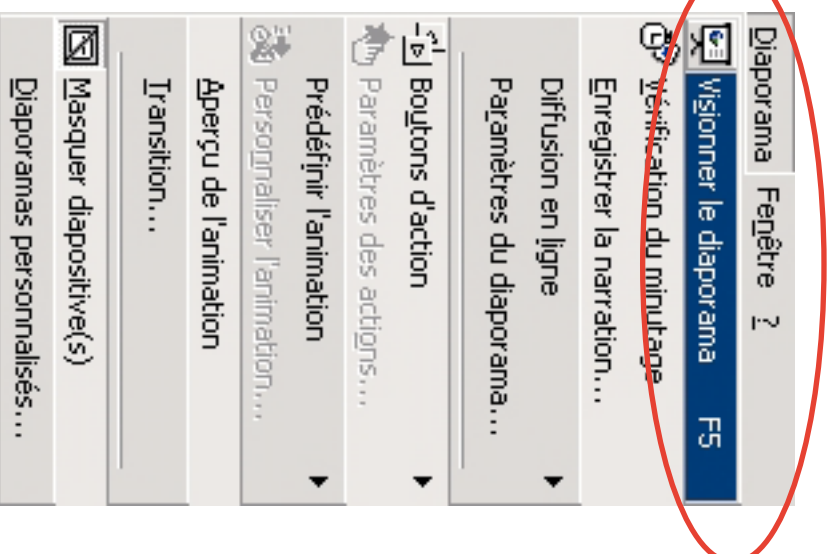 Diaporama Fenêtre ?
Visionner le diaporama F5
Vérification du minutage
Enregistrer la narration...
Diffusion en ligne
Paramètres du diaporama...
Boutons d'action
Paramètres des actions...
Prédéfinir l'animation
Personnaliser l'animation...
Aperçu de l'animation
Transition...
Masquer diapositive(s)
Diaporamas personnalisés...